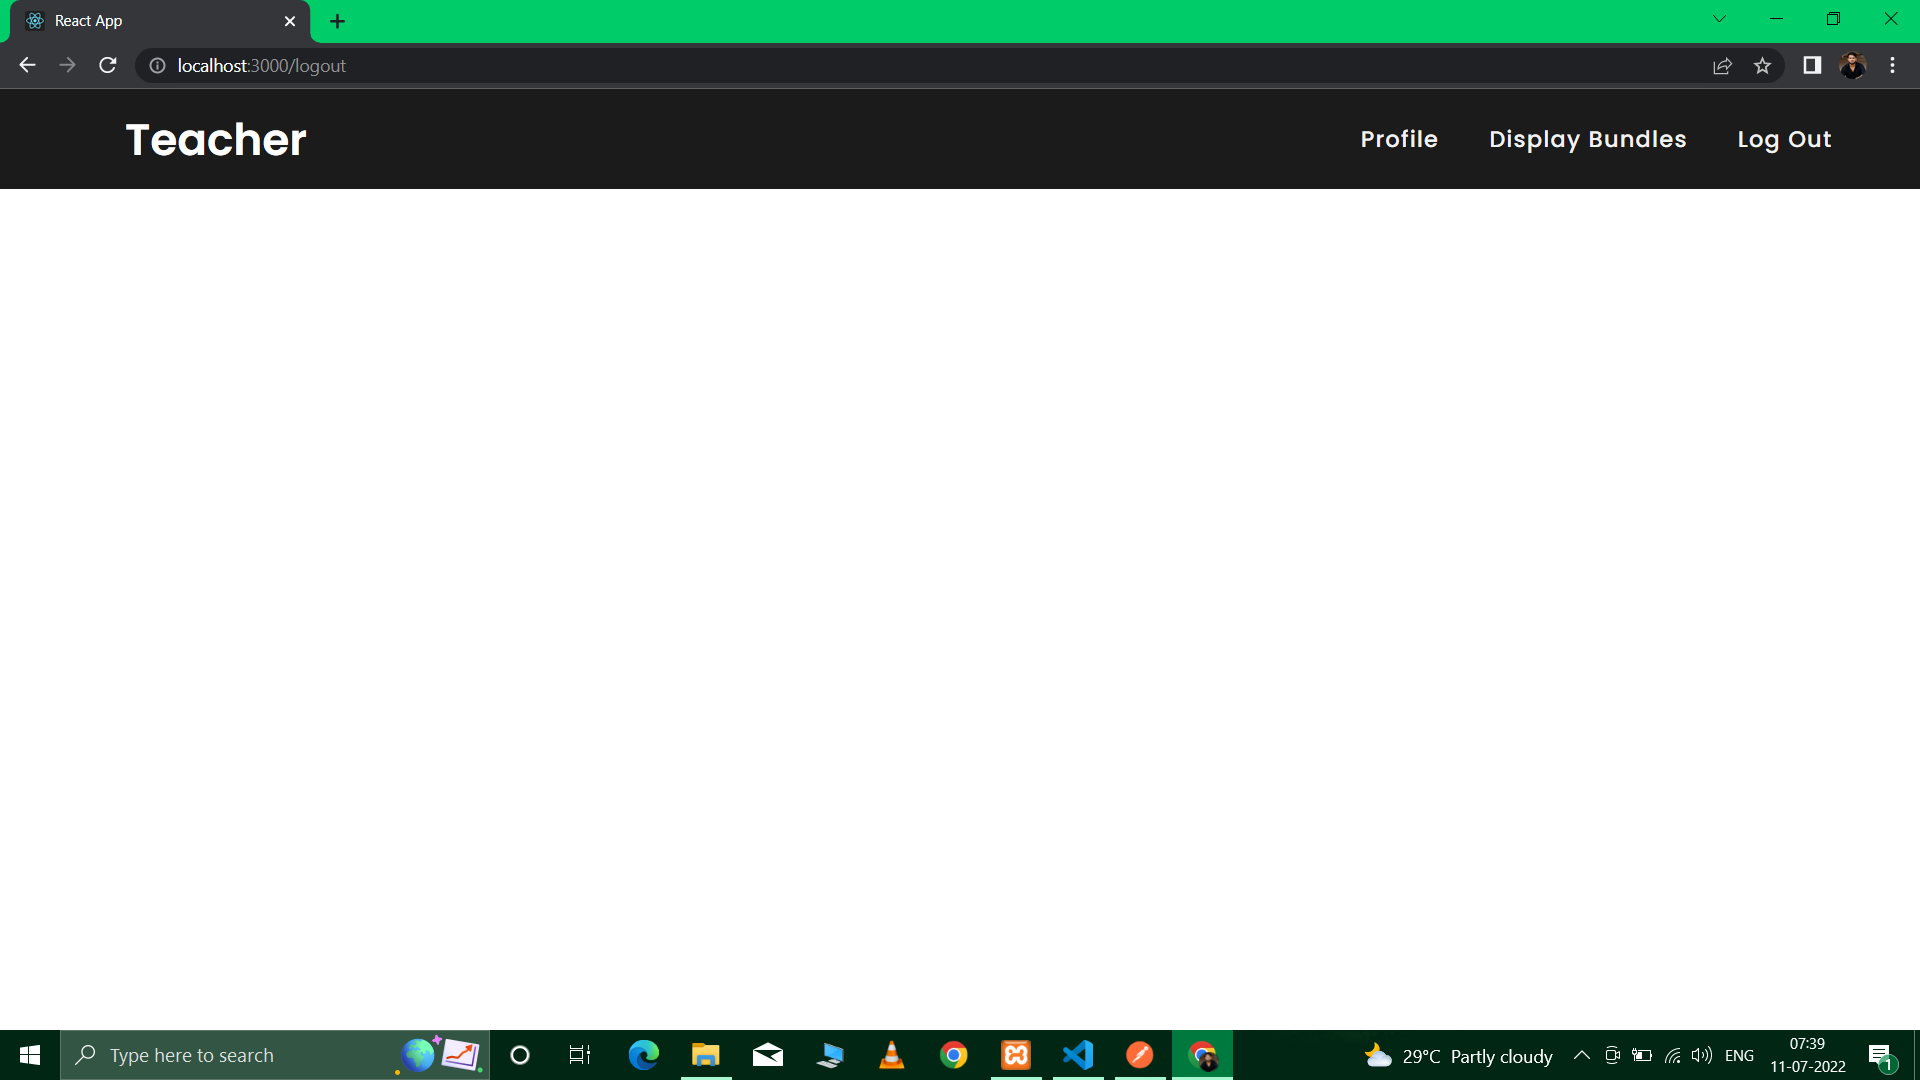 React App
localhost:3000/logout
Teacher
Profile
Display Bundles
Log Out
Type here to search
29°C Partly cloudy
ENG
07:39
11-07-2022
1